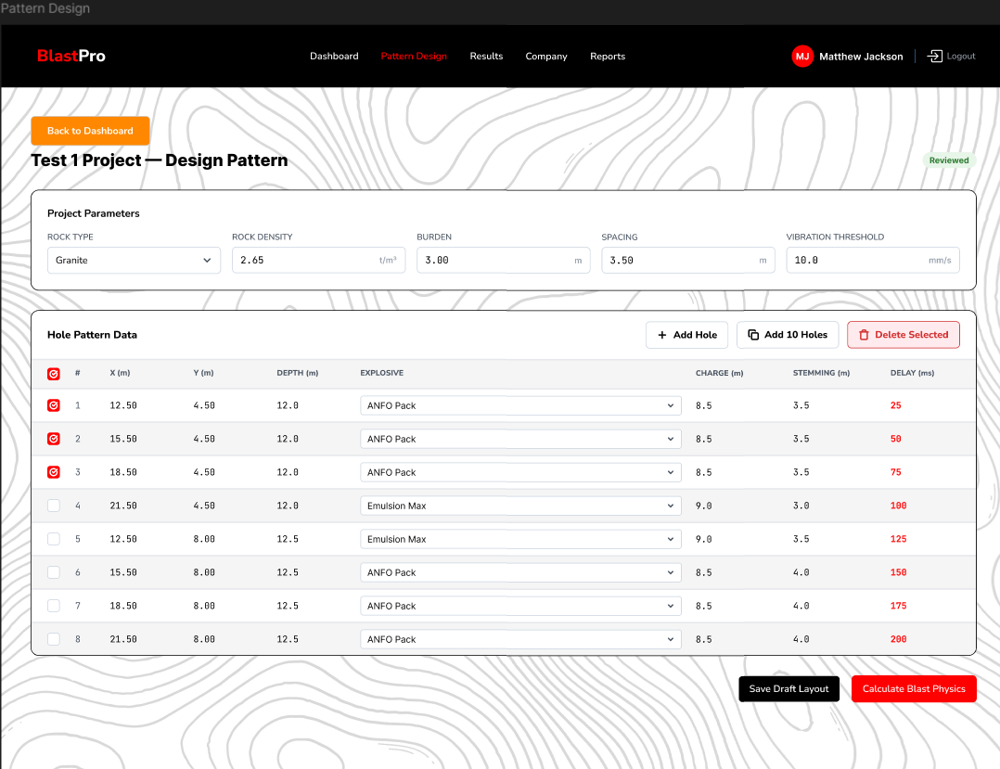 Pattern Design
BlastPro Dashboard Pattern Design Results Company Reports MJ Matthew Jackson Logout
Back to Dashboard
Test 1 Project — Design Pattern Reviewed
Project Parameters
ROCK TYPE ROCK DENSITY BURDEN SPACING VIBRATION THRESHOLD
Granite 2.65 t/m³ 3.00 m 3.50 m 10.0 mm/s
Hole Pattern Data + Add Hole Add 10 Holes Delete Selected
# X (m) Y (m) DEPTH (m) EXPLOSIVE CHARGE (m) STEMMING (m) DELAY (ms)
1 12.50 4.50 12.0 ANFO Pack 8.5 3.5 25
2 15.50 4.50 12.0 ANFO Pack 8.5 3.5 50
3 18.50 4.50 12.0 ANFO Pack 8.5 3.5 75
4 21.50 4.50 12.0 Emulsion Max 9.0 3.0 100
5 12.50 8.00 12.5 Emulsion Max 9.0 3.5 125
6 15.50 8.00 12.5 ANFO Pack 8.5 4.0 150
7 18.50 8.00 12.5 ANFO Pack 8.5 4.0 175
8 21.50 8.00 12.5 ANFO Pack 8.5 4.0 200
Save Draft Layout Calculate Blast Physics